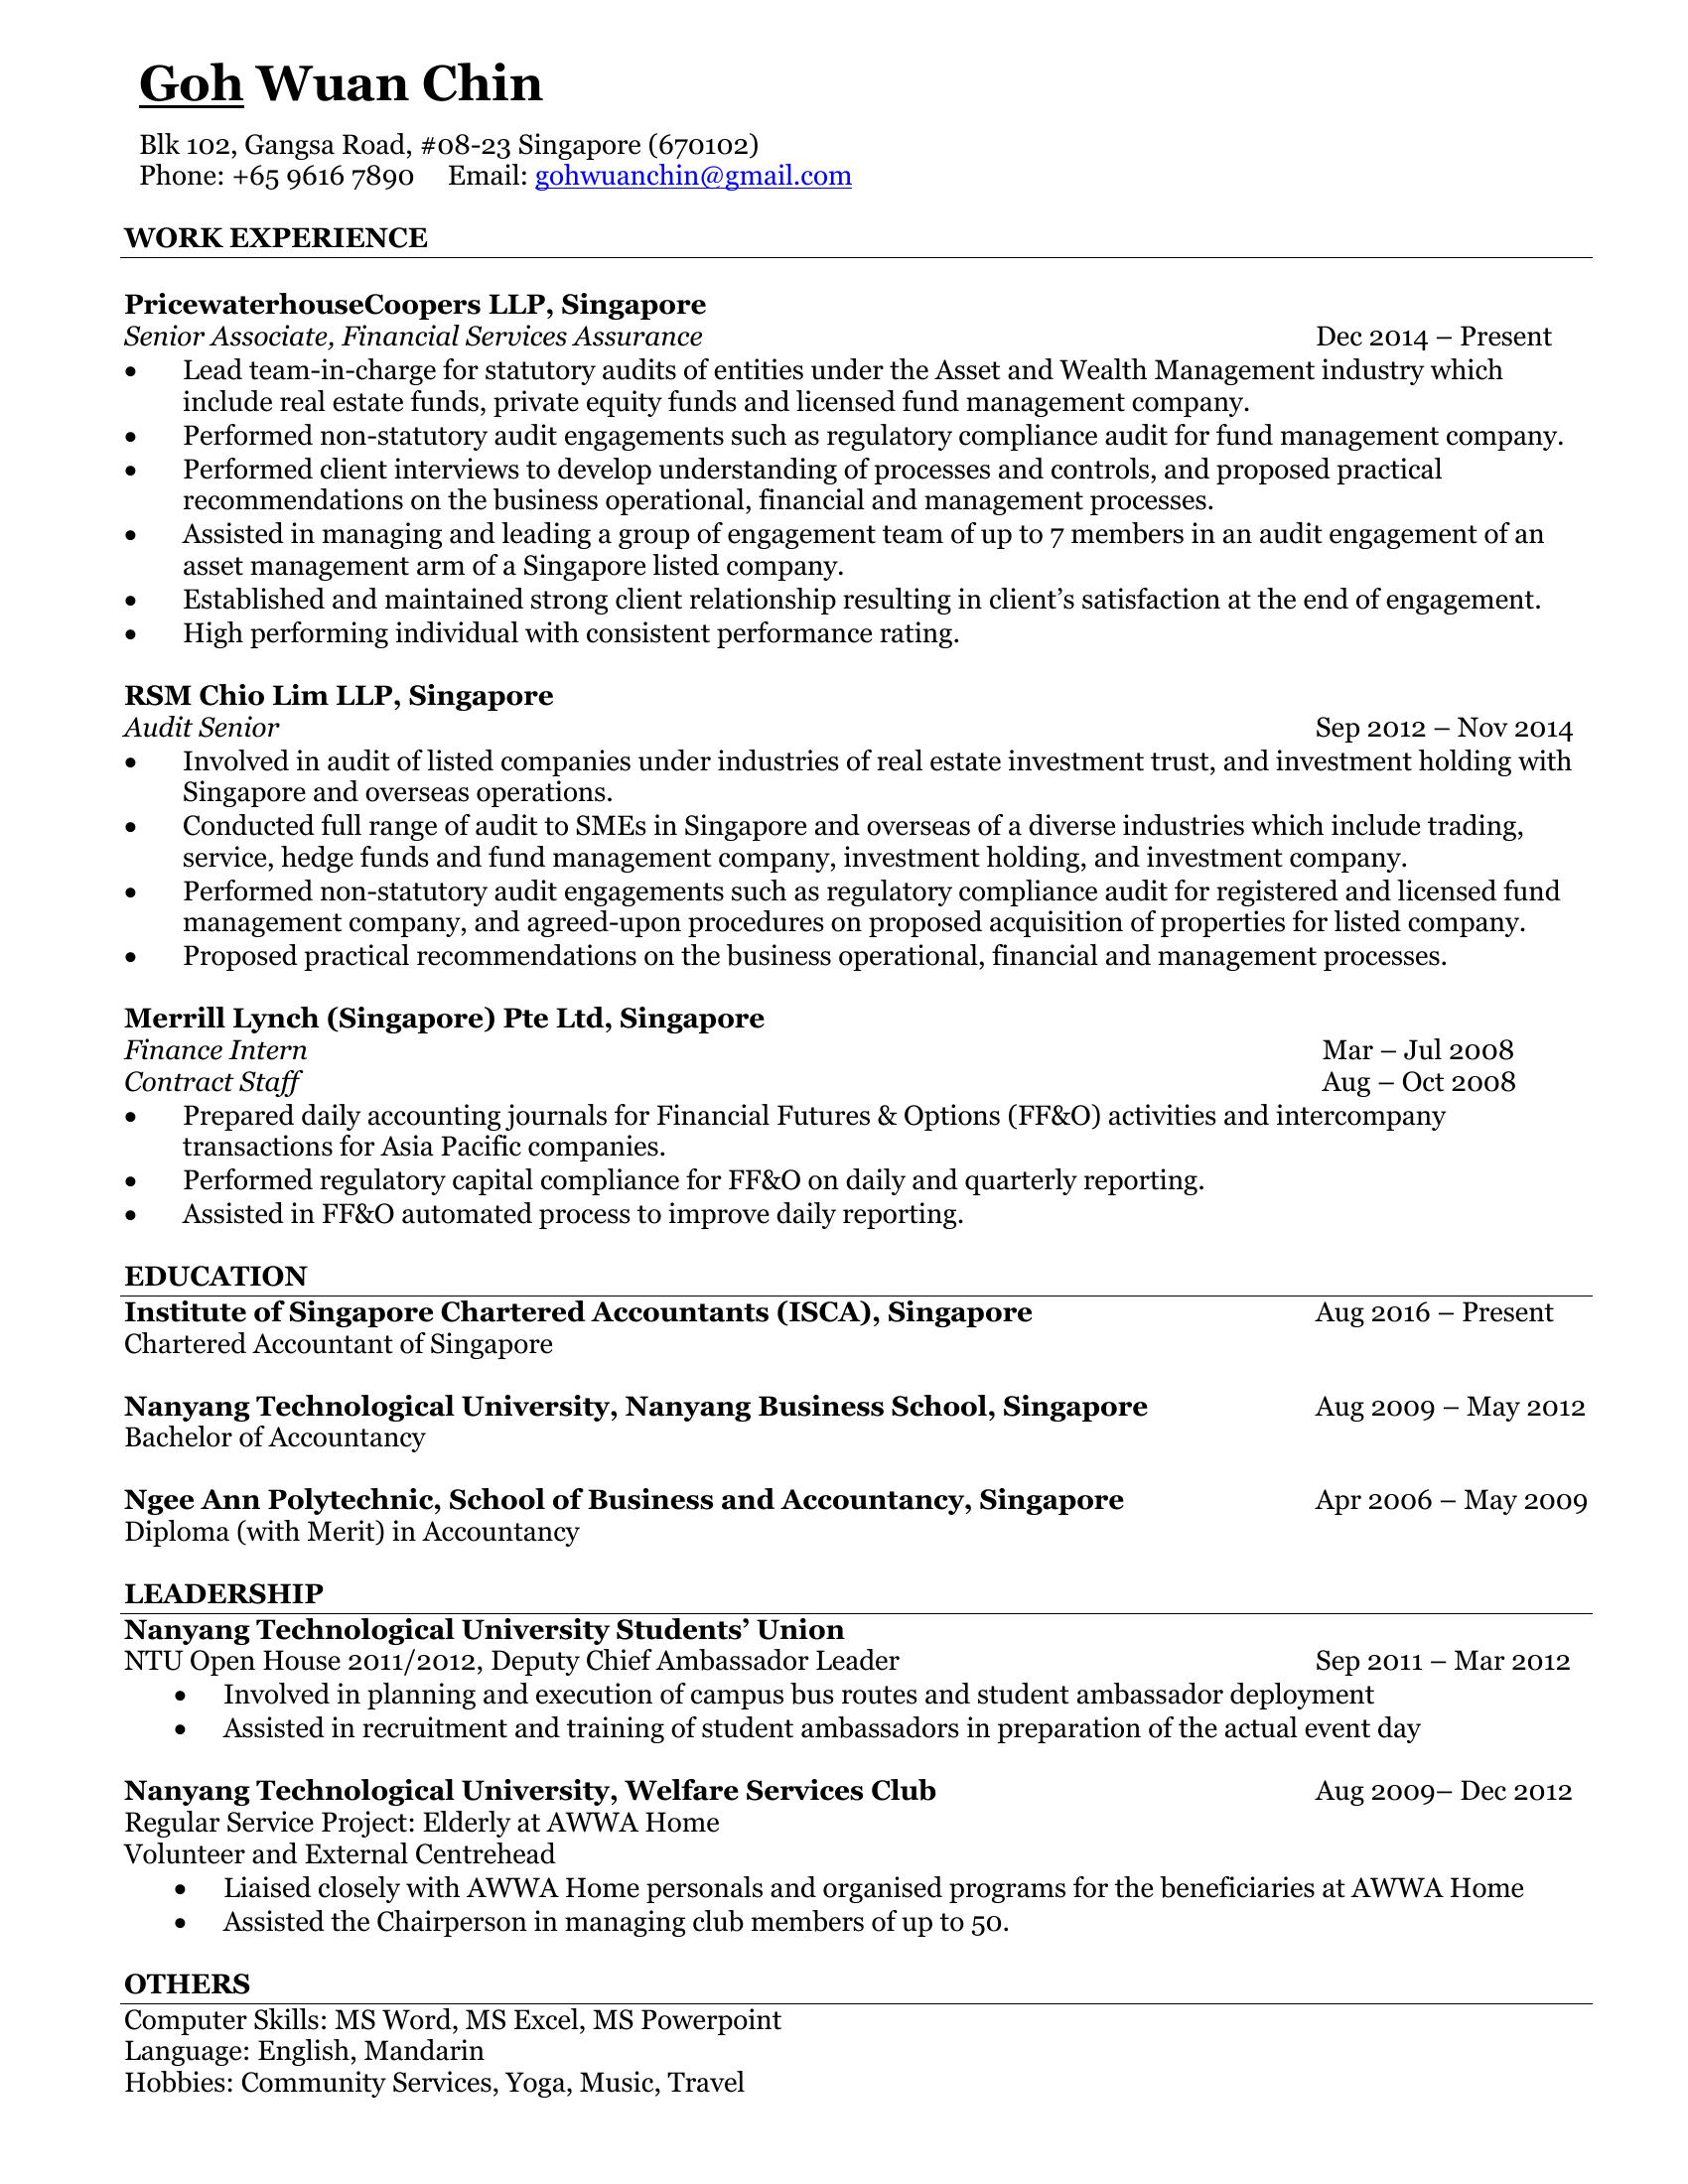 Goh Wuan Chin
Blk 102, Gangsa Road, #08-23 Singapore (670102)
Phone: +65 9616 7890 Email: gohwuanchin@gmail.com
WORK EXPERIENCE
PricewaterhouseCoopers LLP, Singapore
Senior Associate, Financial Services Assurance Dec 2014 – Present
• Lead team-in-charge for statutory audits of entities under the Asset and Wealth Management industry which
include real estate funds, private equity funds and licensed fund management company.
• Performed non-statutory audit engagements such as regulatory compliance audit for fund management company.
• Performed client interviews to develop understanding of processes and controls, and proposed practical
recommendations on the business operational, financial and management processes.
• Assisted in managing and leading a group of engagement team of up to 7 members in an audit engagement of an
asset management arm of a Singapore listed company.
• Established and maintained strong client relationship resulting in client’s satisfaction at the end of engagement.
• High performing individual with consistent performance rating.
RSM Chio Lim LLP, Singapore
Audit Senior Sep 2012 – Nov 2014
• Involved in audit of listed companies under industries of real estate investment trust, and investment holding with
Singapore and overseas operations.
• Conducted full range of audit to SMEs in Singapore and overseas of a diverse industries which include trading,
service, hedge funds and fund management company, investment holding, and investment company.
• Performed non-statutory audit engagements such as regulatory compliance audit for registered and licensed fund
management company, and agreed-upon procedures on proposed acquisition of properties for listed company.
• Proposed practical recommendations on the business operational, financial and management processes.
Merrill Lynch (Singapore) Pte Ltd, Singapore
Finance Intern Mar – Jul 2008
Contract Staff Aug – Oct 2008
• Prepared daily accounting journals for Financial Futures & Options (FF&O) activities and intercompany
transactions for Asia Pacific companies.
• Performed regulatory capital compliance for FF&O on daily and quarterly reporting.
• Assisted in FF&O automated process to improve daily reporting.
EDUCATION
Institute of Singapore Chartered Accountants (ISCA), Singapore Aug 2016 – Present
Chartered Accountant of Singapore
Nanyang Technological University, Nanyang Business School, Singapore Aug 2009 – May 2012
Bachelor of Accountancy
Ngee Ann Polytechnic, School of Business and Accountancy, Singapore Apr 2006 – May 2009
Diploma (with Merit) in Accountancy
LEADERSHIP
Nanyang Technological University Students’ Union
NTU Open House 2011/2012, Deputy Chief Ambassador Leader Sep 2011 – Mar 2012
• Involved in planning and execution of campus bus routes and student ambassador deployment
• Assisted in recruitment and training of student ambassadors in preparation of the actual event day
Nanyang Technological University, Welfare Services Club Aug 2009– Dec 2012
Regular Service Project: Elderly at AWWA Home
Volunteer and External Centrehead
• Liaised closely with AWWA Home personals and organised programs for the beneficiaries at AWWA Home
• Assisted the Chairperson in managing club members of up to 50.
OTHERS
Computer Skills: MS Word, MS Excel, MS Powerpoint
Language: English, Mandarin
Hobbies: Community Services, Yoga, Music, Travel